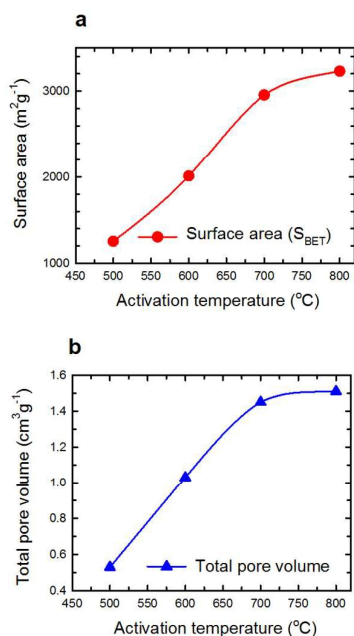 a
Surface area (m²g⁻¹)
3000
2000
1000
Surface area (S_BET)
450 500 550 600 650 700 750 800
Activation temperature (°C)
b
Total pore volume (cm³g⁻¹)
1.6
1.4
1.2
1.0
0.8
0.6
0.4
Total pore volume
450 500 550 600 650 700 750 800
Activation temperature (°C)